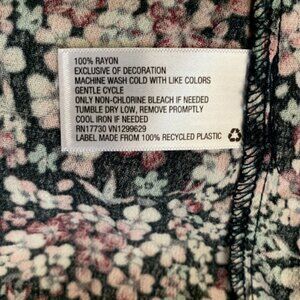 100% RAYON
EXCLUSIVE OF DECORATION
MACHINE WASH COLD WITH LIKE COLORS
GENTLE CYCLE
ONLY NON-CHLORINE BLEACH IF NEEDED
TUMBLE DRY LOW, REMOVE PROMPTLY
COOL IRON IF NEEDED
RN17730 VN1299629
LABEL MADE FROM 100% RECYCLED PLASTIC